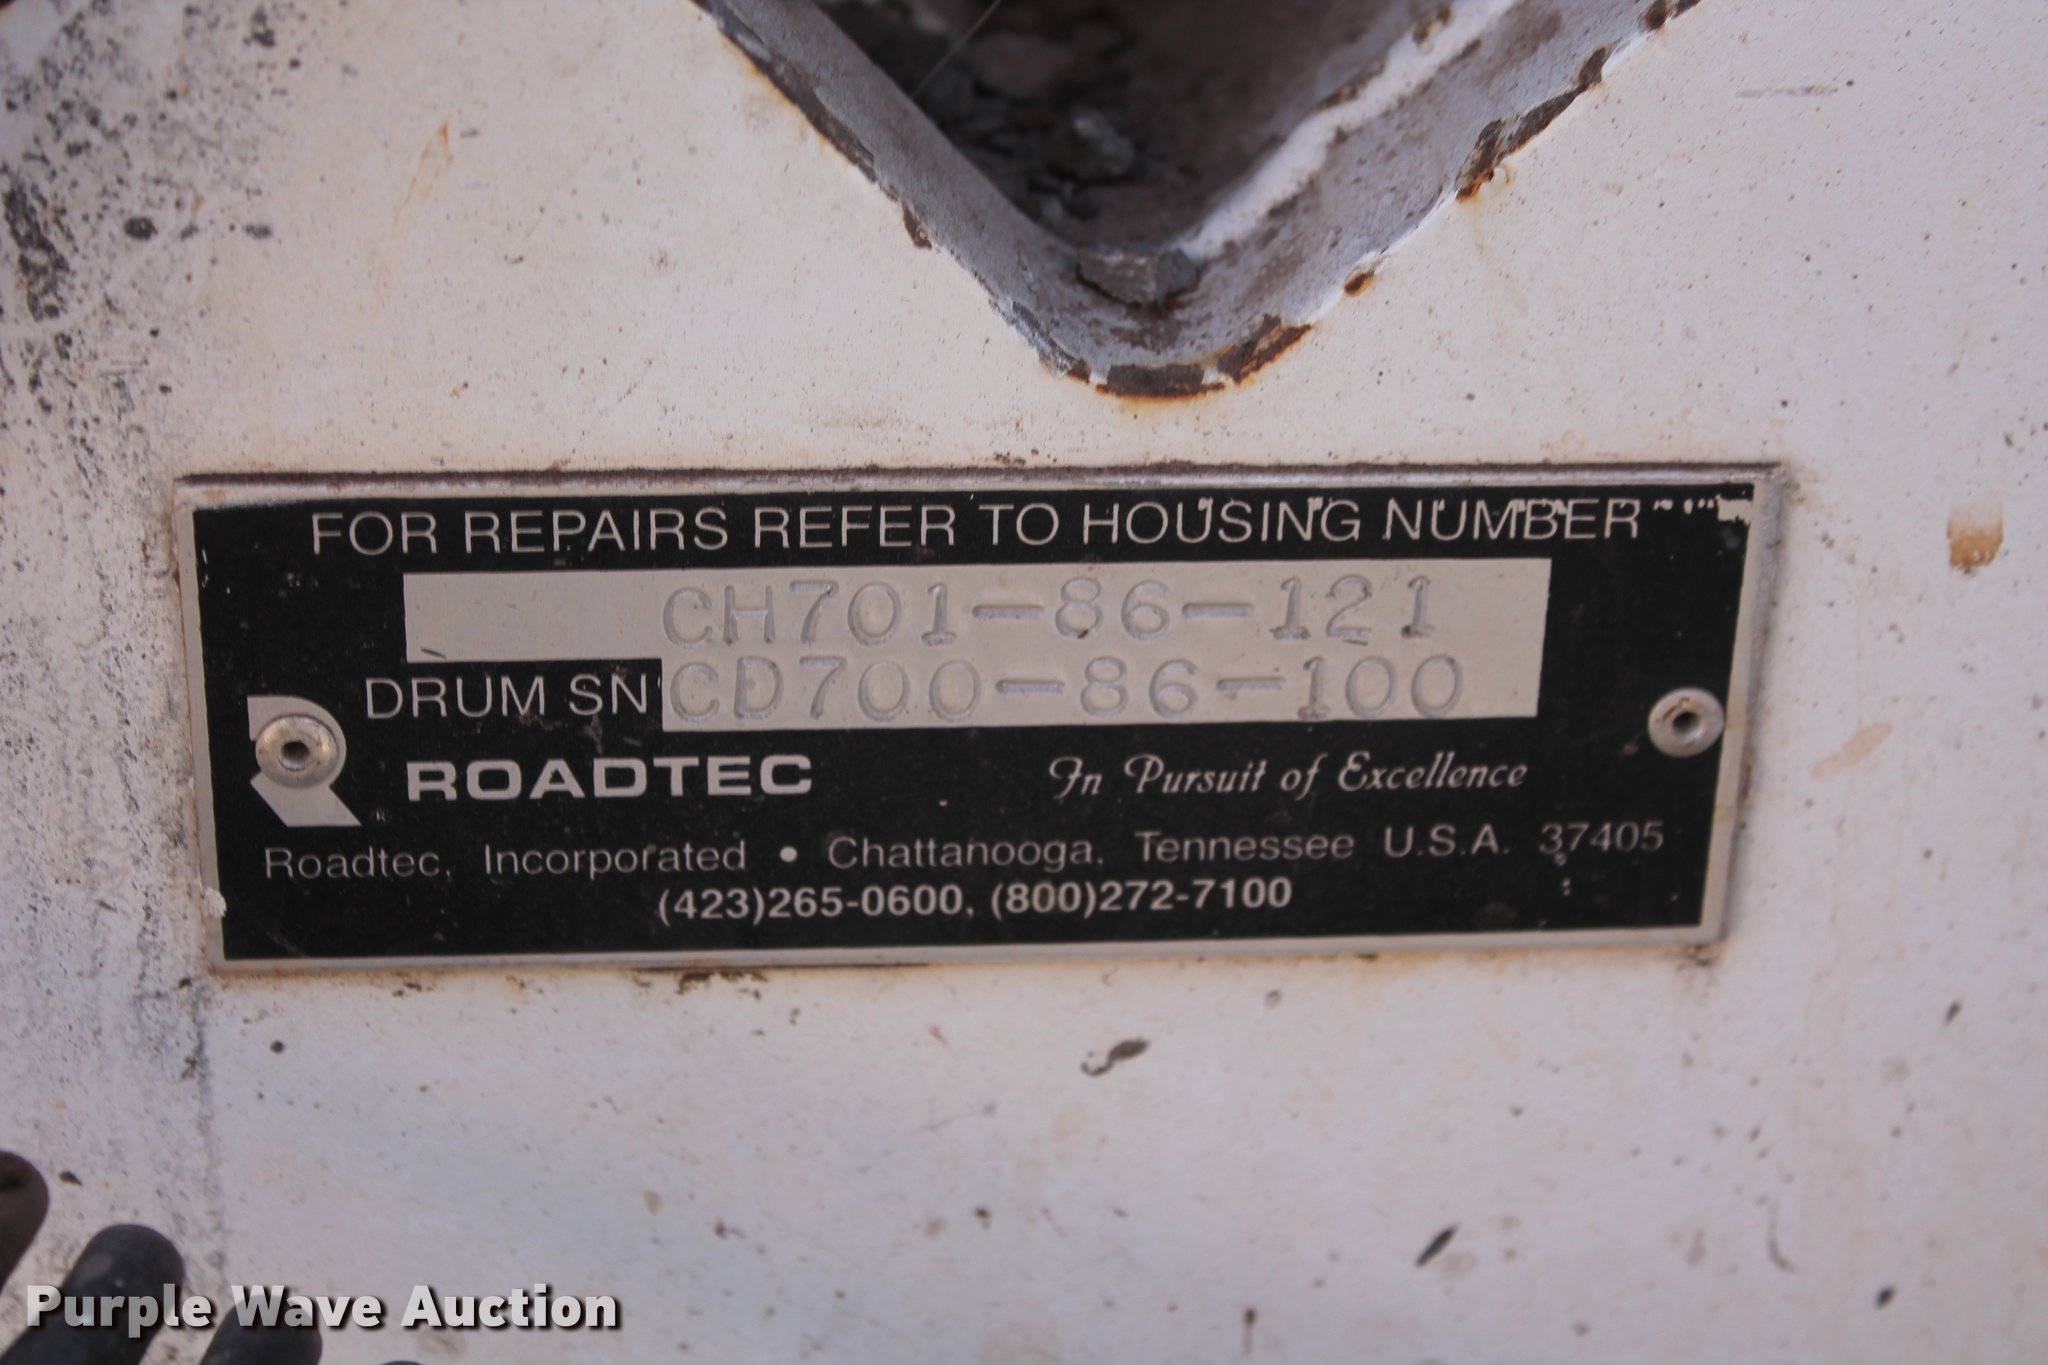 FOR REPAIRS REFER TO HOUSING NUMBER
CH701-86-121
DRUM SN CD700-86-100
ROADTEC In Pursuit of Excellence
Roadtec, Incorporated • Chattanooga, Tennessee U.S.A. 37405
(423)265-0600, (800)272-7100
Purple Wave Auction